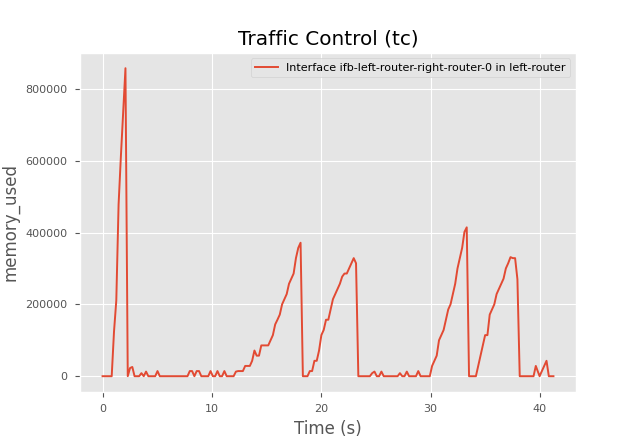 Traffic Control (tc)
Interface ifb-left-router-right-router-0 in left-router
memory_used
800000
600000
400000
200000
0
0
10
20
30
40
Time (s)